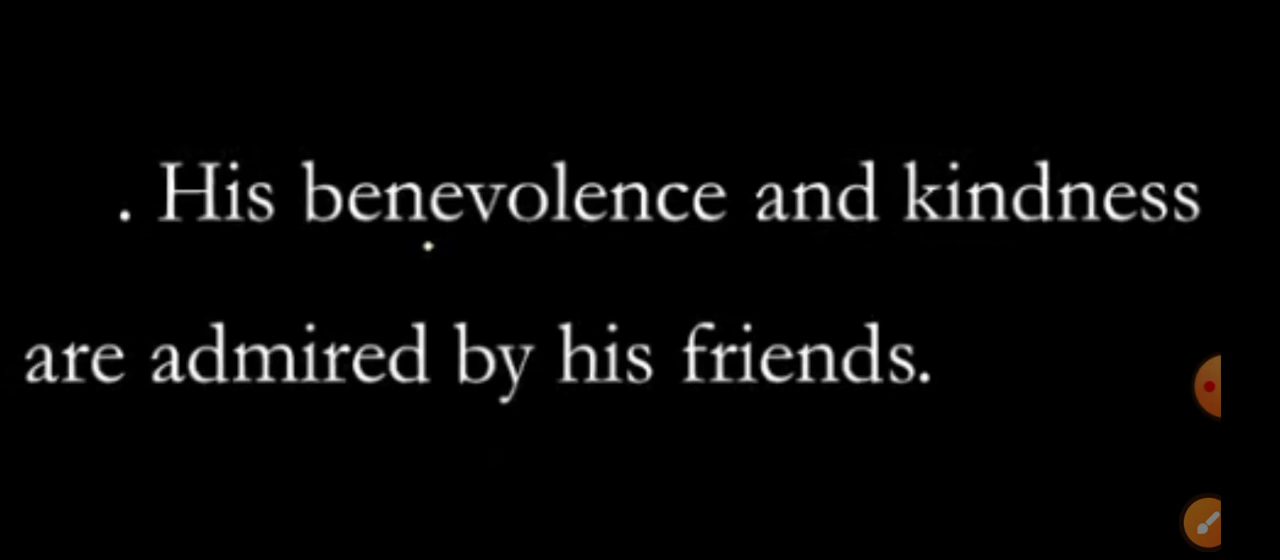 . His benevolence and kindness
are admired by his friends.